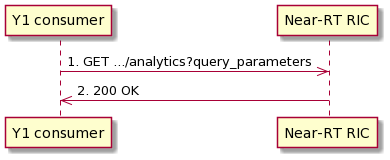 Y1 consumer
Near-RT RIC
1. GET .../analytics?query_parameters
2. 200 OK
Y1 consumer
Near-RT RIC